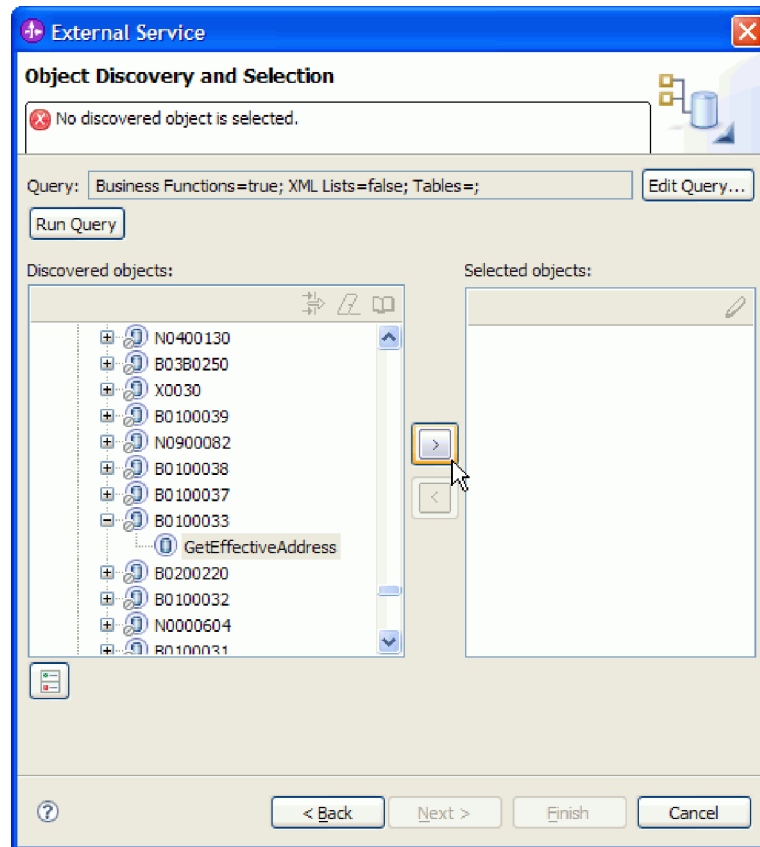 External Service
Object Discovery and Selection
No discovered object is selected.
Query: Business Functions=true; XML Lists=false; Tables=; Edit Query...
Run Query
Discovered objects: Selected objects:
N0400130
B03B0250
X0030
B0100039
N0900082
>
B0100038
B0100037
<
B0100033
GetEffectiveAddress
B0200220
B0100032
N0000604
B0100031
? < Back Next > Finish Cancel